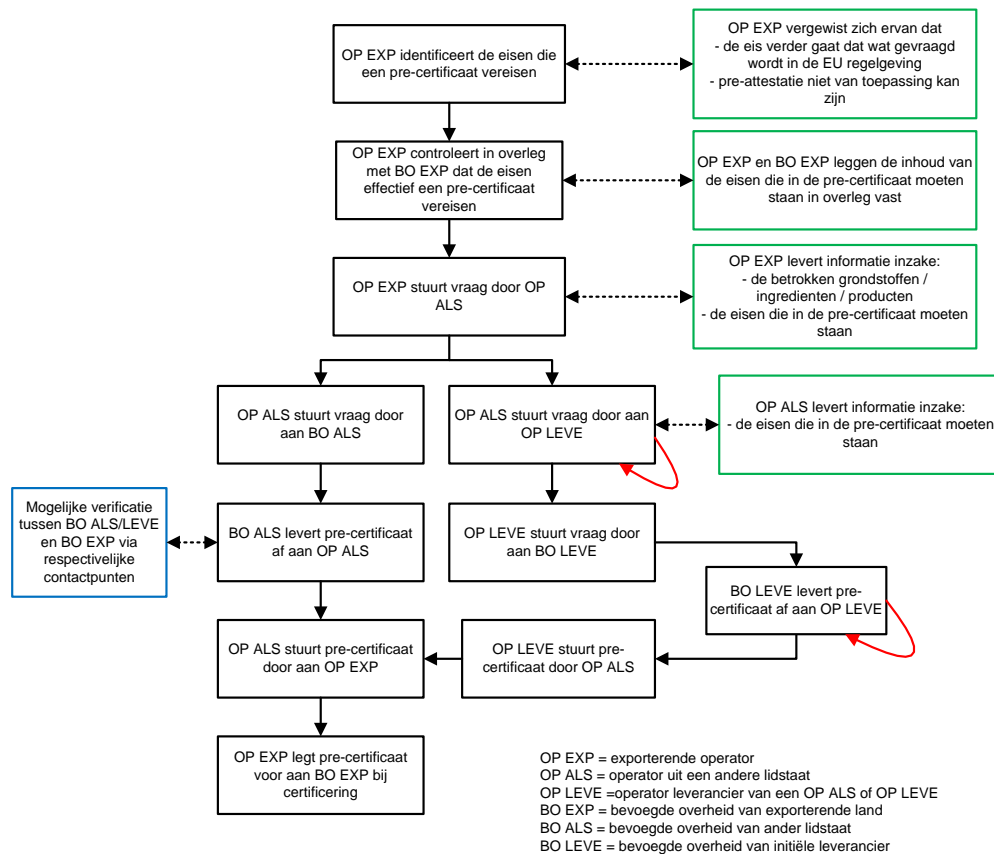 OP EXP identificeert de eisen die
een pre-certificaat vereisen
OP EXP vergewist zich ervan dat
- de eis verder gaat dat wat gevraagd
wordt in de EU regelgeving
- pre-attestatie niet van toepassing kan
zijn
OP EXP controleert in overleg
met BO EXP dat de eisen
effectief een pre-certificaat
vereisen
OP EXP en BO EXP leggen de inhoud van
de eisen die in de pre-certificaat moeten
staan in overleg vast
OP EXP stuurt vraag door OP
ALS
OP EXP levert informatie inzake:
- de betrokken grondstoffen /
ingredienten / producten
- de eisen die in de pre-certificaat moeten
staan
OP ALS stuurt vraag door
aan BO ALS
OP ALS stuurt vraag door aan
OP LEVE
OP ALS levert informatie inzake:
- de eisen die in de pre-certificaat moeten
staan
Mogelijke verificatie
tussen BO ALS/LEVE
en BO EXP via
respectivelijke
contactpunten
BO ALS levert pre-certificaat
af aan OP ALS
OP LEVE stuurt vraag door
aan BO LEVE
BO LEVE levert pre-
certificaat af aan OP LEVE
OP ALS stuurt pre-certificaat
door aan OP EXP
OP LEVE stuurt pre-
certificaat door OP ALS
OP EXP legt pre-certificaat
voor aan BO EXP bij
certificering
OP EXP = exporterende operator
OP ALS = operator uit een andere lidstaat
OP LEVE =operator leverancier van een OP ALS of OP LEVE
BO EXP = bevoegde overheid van exporterende land
BO ALS = bevoegde overheid van ander lidstaat
BO LEVE = bevoegde overheid van initiële leverancier